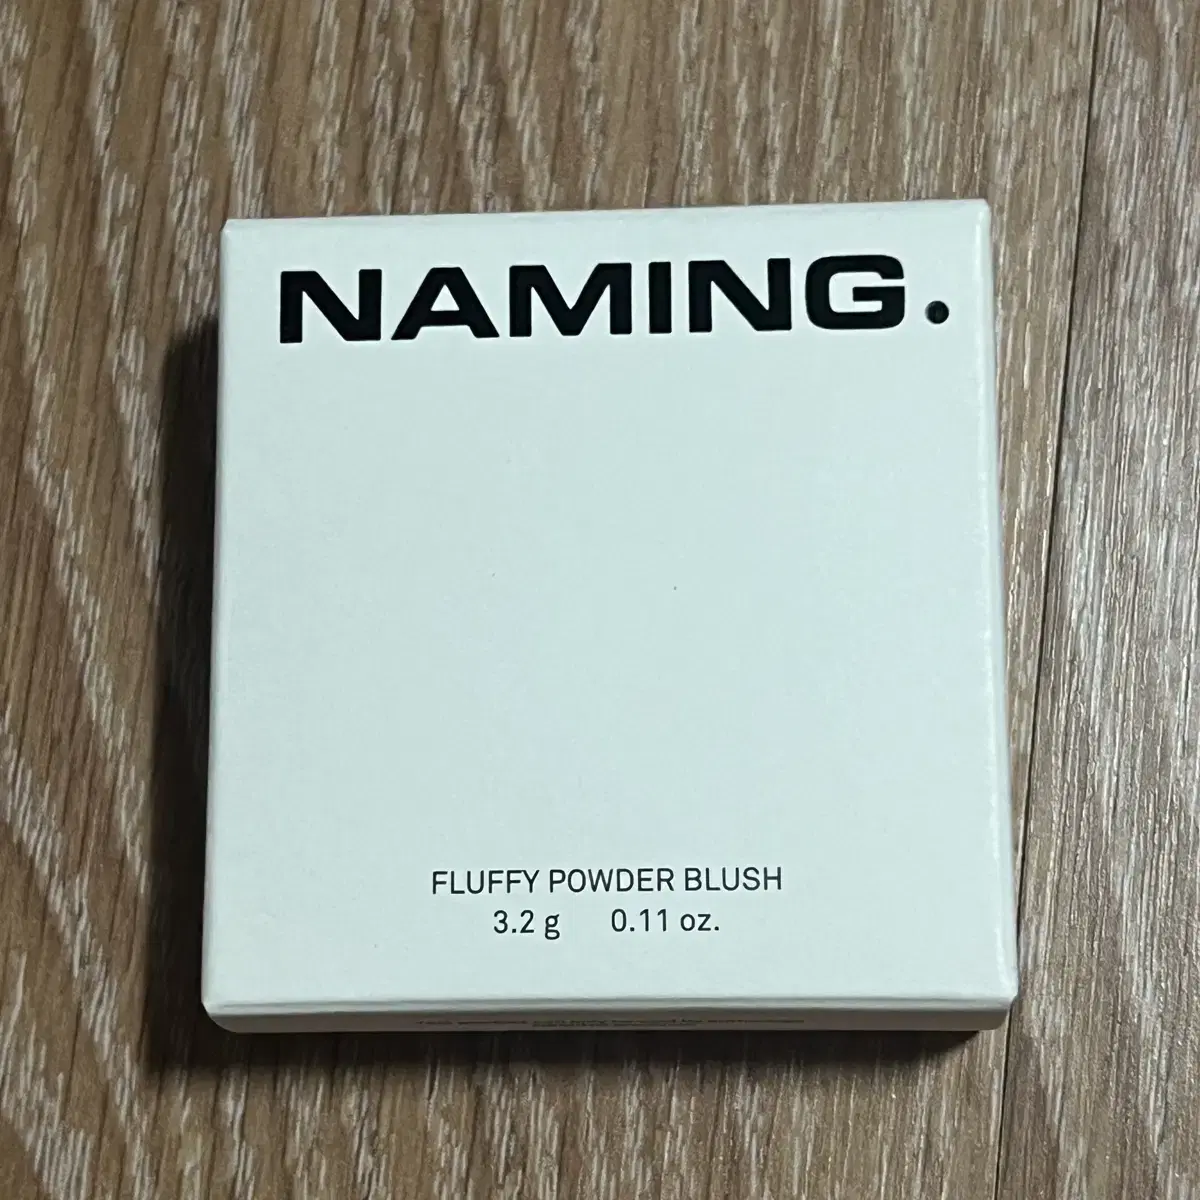 NAMING.
FLUFFY POWDER BLUSH
3.2 g 0.11 oz.